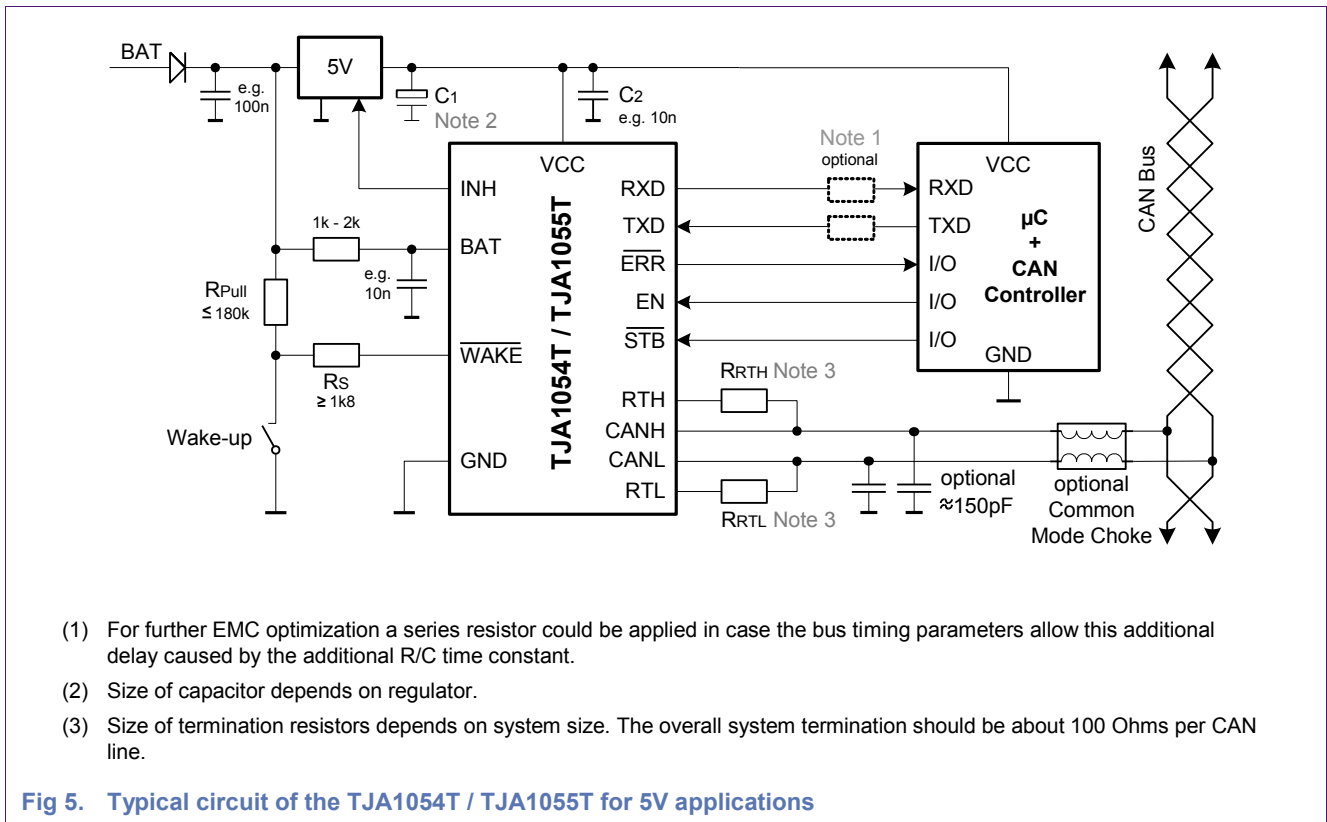 BAT
5V
e.g.
100n
C1
Note 2
C2
e.g. 10n
Note 1
optional
CAN Bus
VCC
VCC
INH
RXD
RXD
1k - 2k
TXD
TXD
µC
+
CAN
Controller
BAT
ERR
I/O
e.g.
10n
EN
I/O
RPull
≤ 180k
TJA1054T / TJA1055T
STB
I/O
WAKE
GND
RS
≥ 1k8
RRTH Note 3
RTH
Wake-up
CANH
GND
CANL
RTL
optional
≈150pF
optional
Common
Mode Choke
RRTL Note 3
(1) For further EMC optimization a series resistor could be applied in case the bus timing parameters allow this additional
delay caused by the additional R/C time constant.
(2) Size of capacitor depends on regulator.
(3) Size of termination resistors depends on system size. The overall system termination should be about 100 Ohms per CAN
line.
Fig 5. Typical circuit of the TJA1054T / TJA1055T for 5V applications